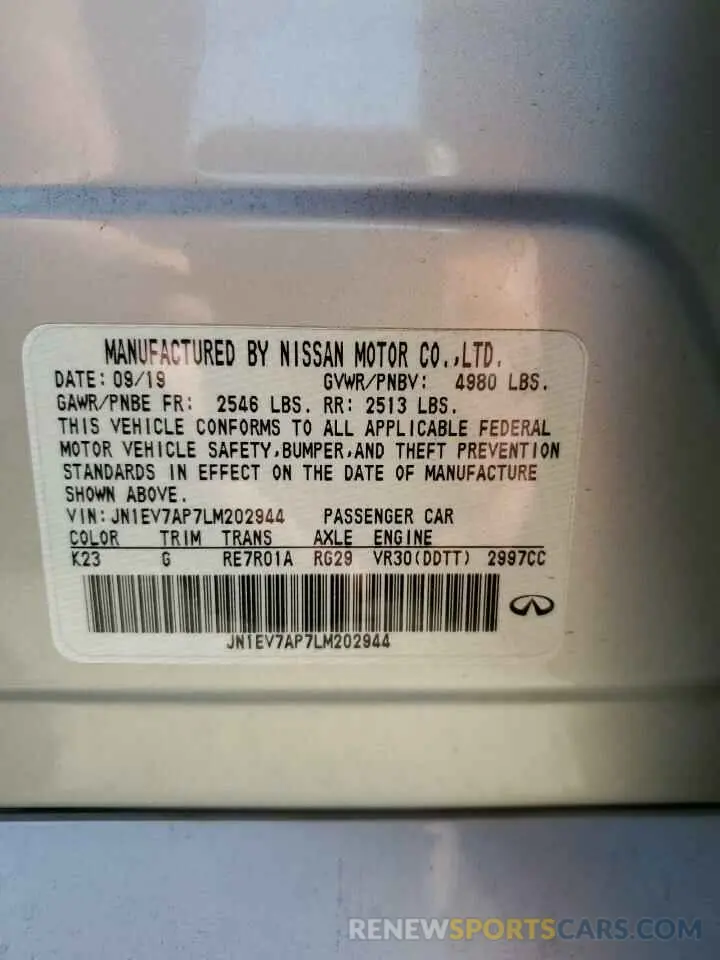 MANUFACTURED BY NISSAN MOTOR CO.,LTD.
DATE: 09/19 GVWR/PNBV: 4980 LBS.
GAWR/PNBE FR: 2546 LBS. RR: 2513 LBS.
THIS VEHICLE CONFORMS TO ALL APPLICABLE FEDERAL
MOTOR VEHICLE SAFETY,BUMPER,AND THEFT PREVENTION
STANDARDS IN EFFECT ON THE DATE OF MANUFACTURE
SHOWN ABOVE.
VIN:JN1EV7AP7LM202944 PASSENGER CAR
COLOR TRIM TRANS AXLE ENGINE
K23 G RE7R01A RG29 VR30(DDTT) 2997CC
JN1EV7AP7LM202944
RENEWSPORTSCARS.COM